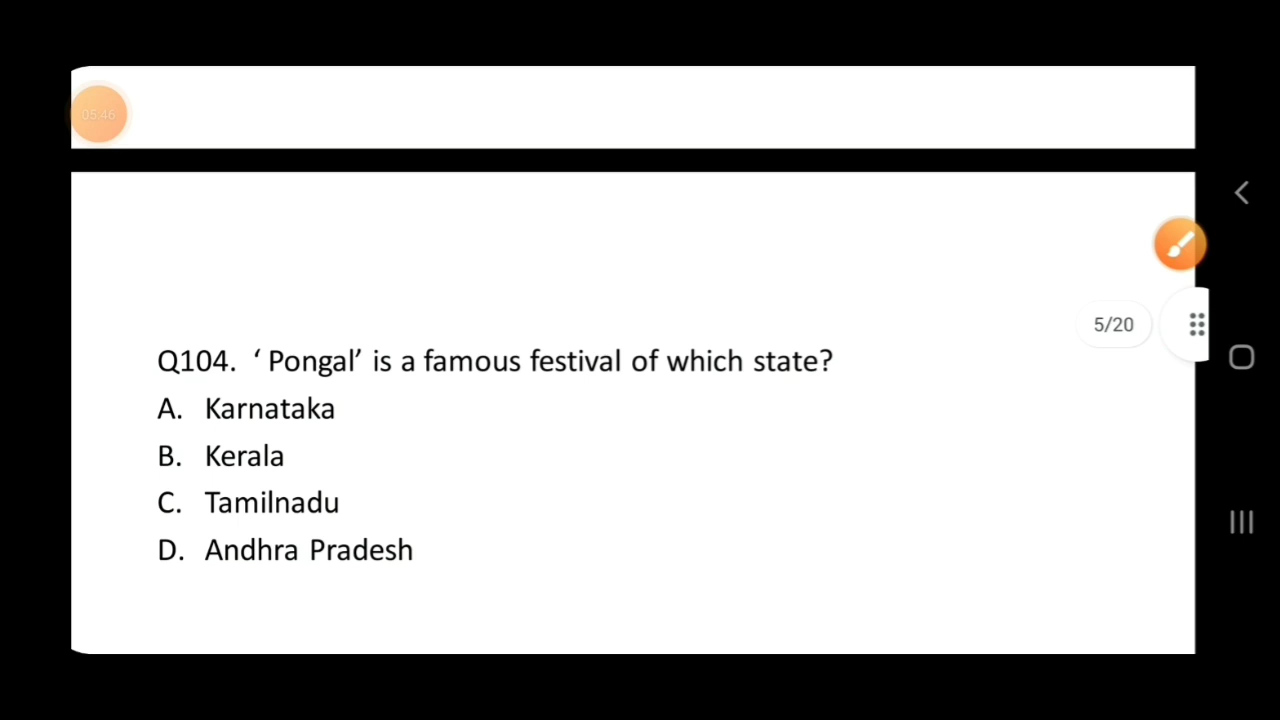 05:46
5/20
Q104. ‘ Pongal’ is a famous festival of which state?
A. Karnataka
B. Kerala
C. Tamilnadu
D. Andhra Pradesh